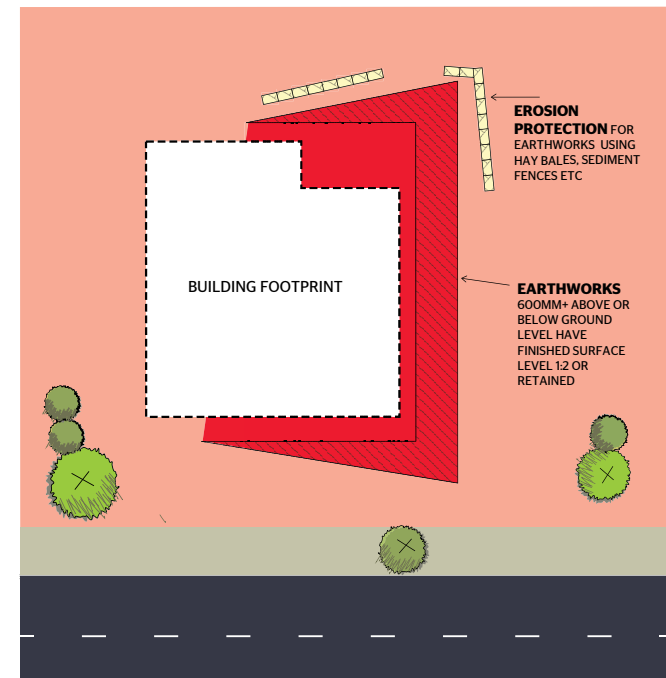 EROSION
PROTECTION FOR
EARTHWORKS USING
HAY BALES, SEDIMENT
FENCES ETC
BUILDING FOOTPRINT
EARTHWORKS
600MM+ ABOVE OR
BELOW GROUND
LEVEL HAVE
FINISHED SURFACE
LEVEL 1:2 OR
RETAINED